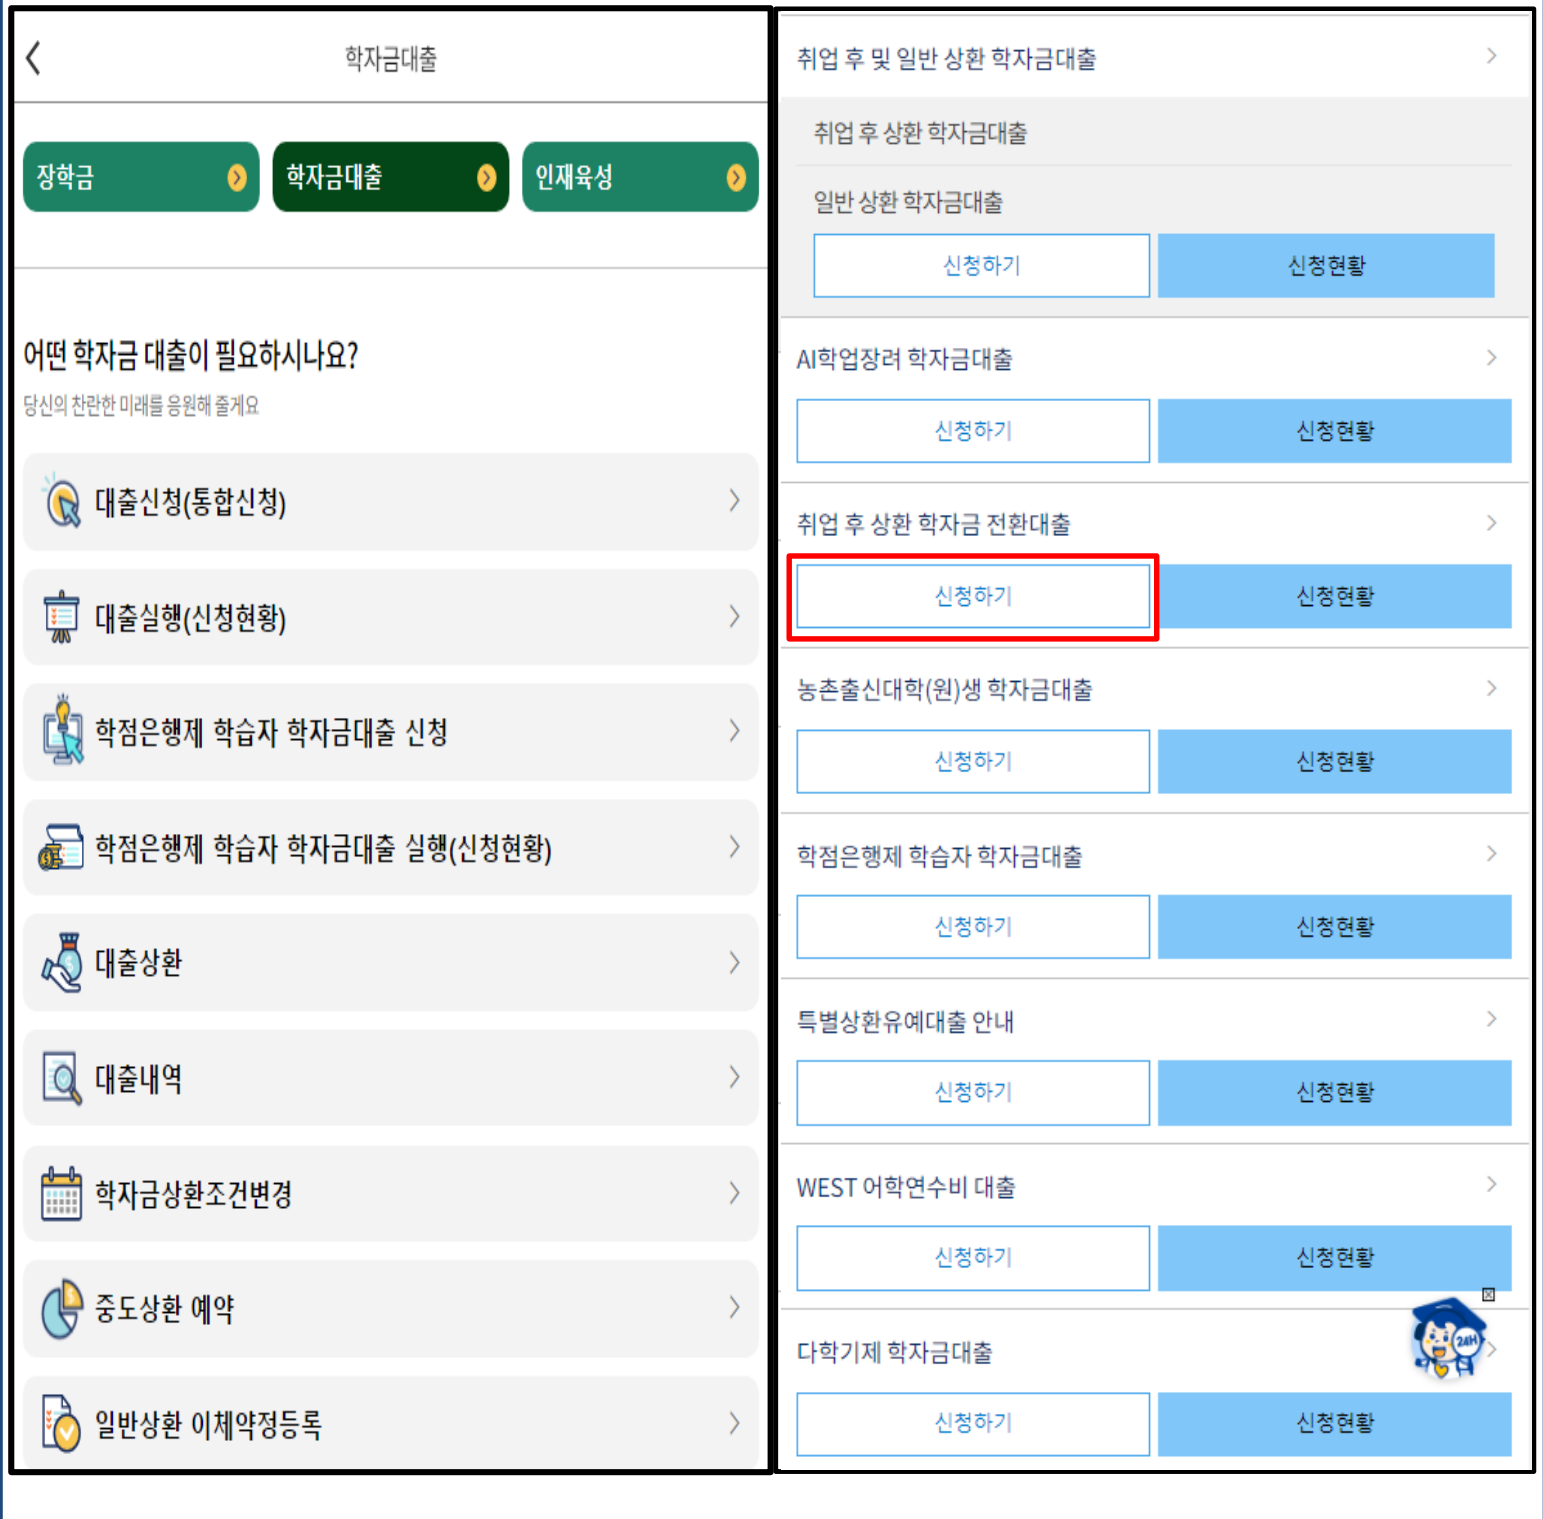 학자금대출
장학금
학자금대출
인재육성
어떤 학자금 대출이 필요하시나요?
당신의 찬란한 미래를 응원해 줄게요
대출신청(통합신청)
대출실행(신청현황)
학점은행제 학습자 학자금대출 신청
학점은행제 학습자 학자금대출 실행(신청현황)
대출상환
대출내역
학자금상환조건변경
중도상환 예약
일반상환 이체약정등록
취업 후 및 일반 상환 학자금대출
취업 후 상환 학자금대출
일반 상환 학자금대출
신청하기 신청현황
AI학업장려 학자금대출
신청하기 신청현황
취업 후 상환 학자금 전환대출
신청하기 신청현황
농촌출신대학(원)생 학자금대출
신청하기 신청현황
학점은행제 학습자 학자금대출
신청하기 신청현황
특별상환유예대출 안내
신청하기 신청현황
WEST 어학연수비 대출
신청하기 신청현황
24H
다학기제 학자금대출
신청하기 신청현황